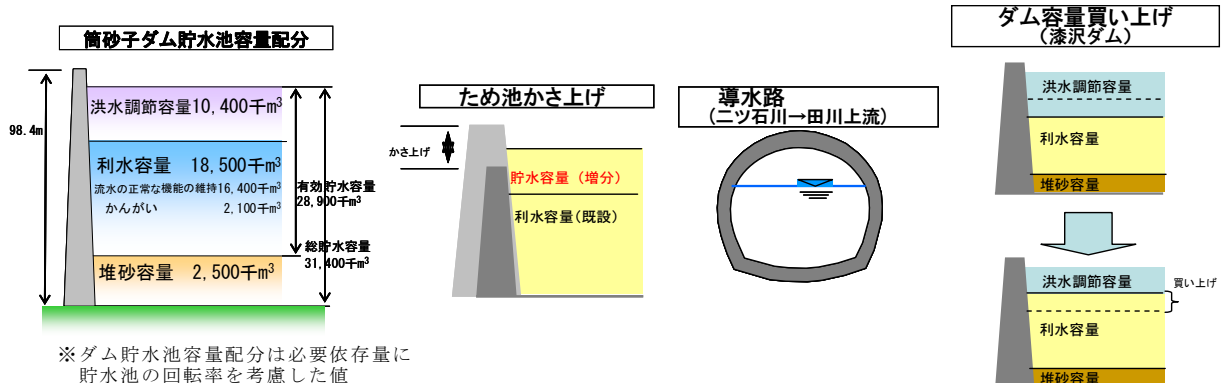 筒砂子ダム貯水池容量配分
98.4m
洪水調節容量10,400千m³
利水容量 18,500千m³
流水の正常な機能の維持16,400千m³
かんがい 2,100千m³
有効貯水容量
28,900千m³
総貯水容量
31,400千m³
堆砂容量 2,500千m³
※ダム貯水池容量配分は必要依存量に
貯水池の回転率を考慮した値
ため池かさ上げ
かさ上げ
貯水容量（増分）
利水容量(既設)
導水路
(二ツ石川→田川上流)
ダム容量買い上げ
(漆沢ダム)
洪水調節容量
利水容量
堆砂容量
洪水調節容量
買い上げ
利水容量
堆砂容量